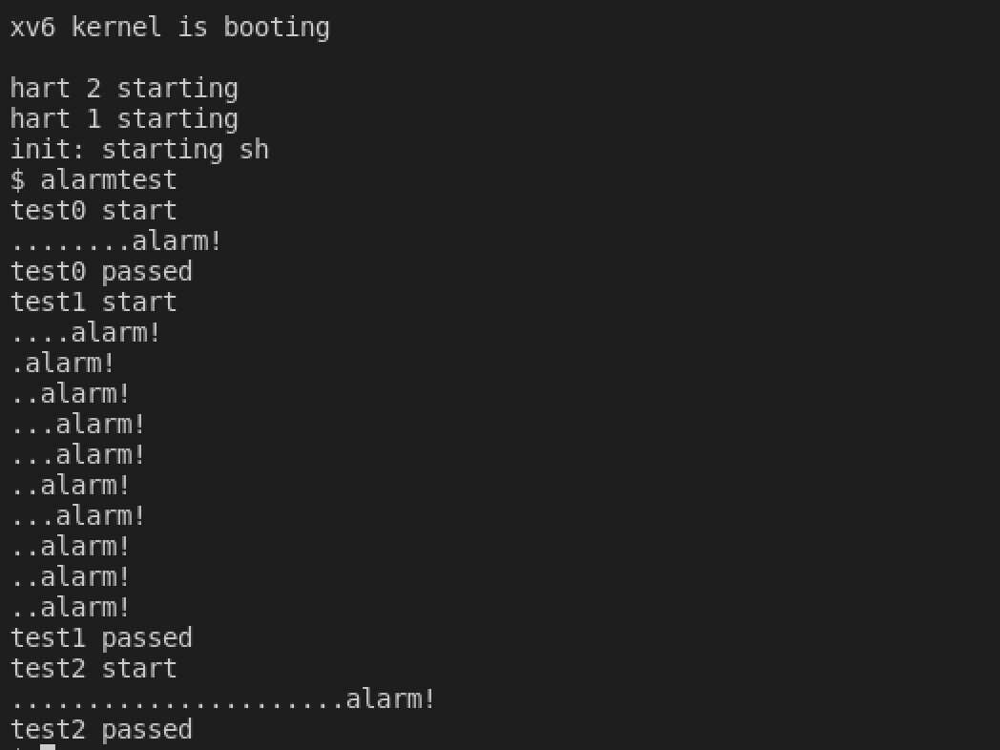 xv6 kernel is booting
hart 2 starting
hart 1 starting
init: starting sh
$ alarmtest
test0 start
........alarm!
test0 passed
test1 start
....alarm!
.alarm!
..alarm!
...alarm!
...alarm!
..alarm!
...alarm!
..alarm!
..alarm!
..alarm!
test1 passed
test2 start
......................alarm!
test2 passed